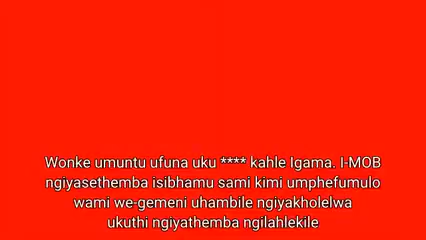 Wonke umuntu ufuna uku **** kahle Igama. I-MOB
ngiyasethemba isibhamu sami kimi umphefumulo
wami we-gemeni uhambile ngiyakholelwa
ukuthi ngiyathemba ngilahlekile